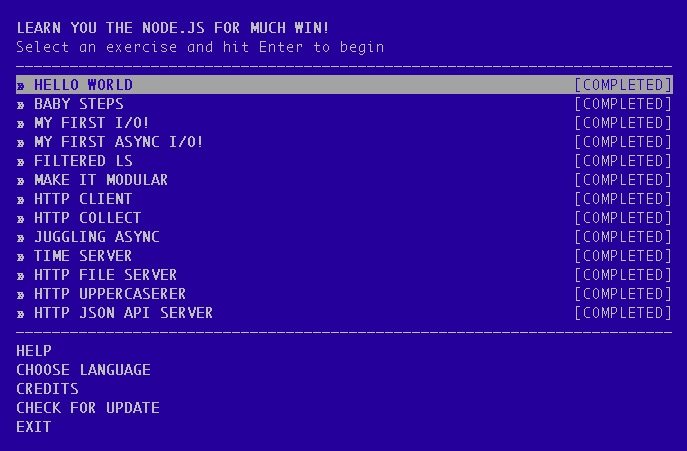 LEARN YOU THE NODE.JS FOR MUCH WIN!
Select an exercise and hit Enter to begin
» HELLO WORLD [COMPLETED]
» BABY STEPS [COMPLETED]
» MY FIRST I/O! [COMPLETED]
» MY FIRST ASYNC I/O! [COMPLETED]
» FILTERED LS [COMPLETED]
» MAKE IT MODULAR [COMPLETED]
» HTTP CLIENT [COMPLETED]
» HTTP COLLECT [COMPLETED]
» JUGGLING ASYNC [COMPLETED]
» TIME SERVER [COMPLETED]
» HTTP FILE SERVER [COMPLETED]
» HTTP UPPERCASERER [COMPLETED]
» HTTP JSON API SERVER [COMPLETED]
HELP
CHOOSE LANGUAGE
CREDITS
CHECK FOR UPDATE
EXIT